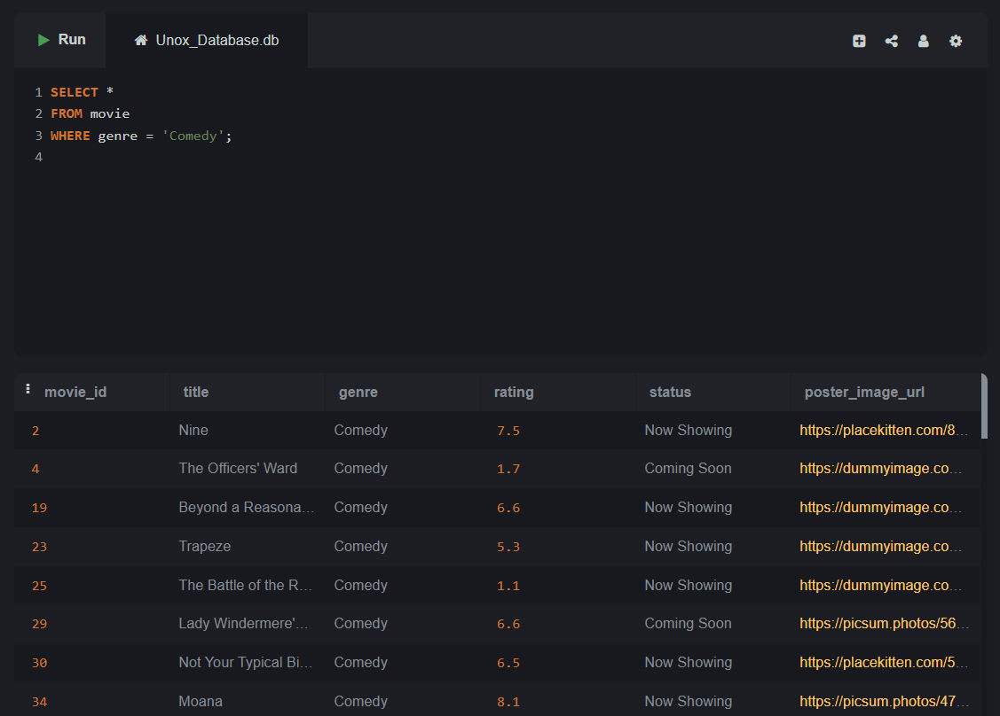 Run Unox_Database.db
1 SELECT *
2 FROM movie
3 WHERE genre = 'Comedy';
4
movie_id title genre rating status poster_image_url
2 Nine Comedy 7.5 Now Showing https://placekitten.com/8...
4 The Officers' Ward Comedy 1.7 Coming Soon https://dummyimage.co...
19 Beyond a Reasona... Comedy 6.6 Now Showing https://dummyimage.co...
23 Trapeze Comedy 5.3 Now Showing https://dummyimage.co...
25 The Battle of the R... Comedy 1.1 Now Showing https://dummyimage.co...
29 Lady Windermere'... Comedy 6.6 Coming Soon https://picsum.photos/56...
30 Not Your Typical Bi... Comedy 6.5 Now Showing https://placekitten.com/5...
34 Moana Comedy 8.1 Now Showing https://picsum.photos/47...